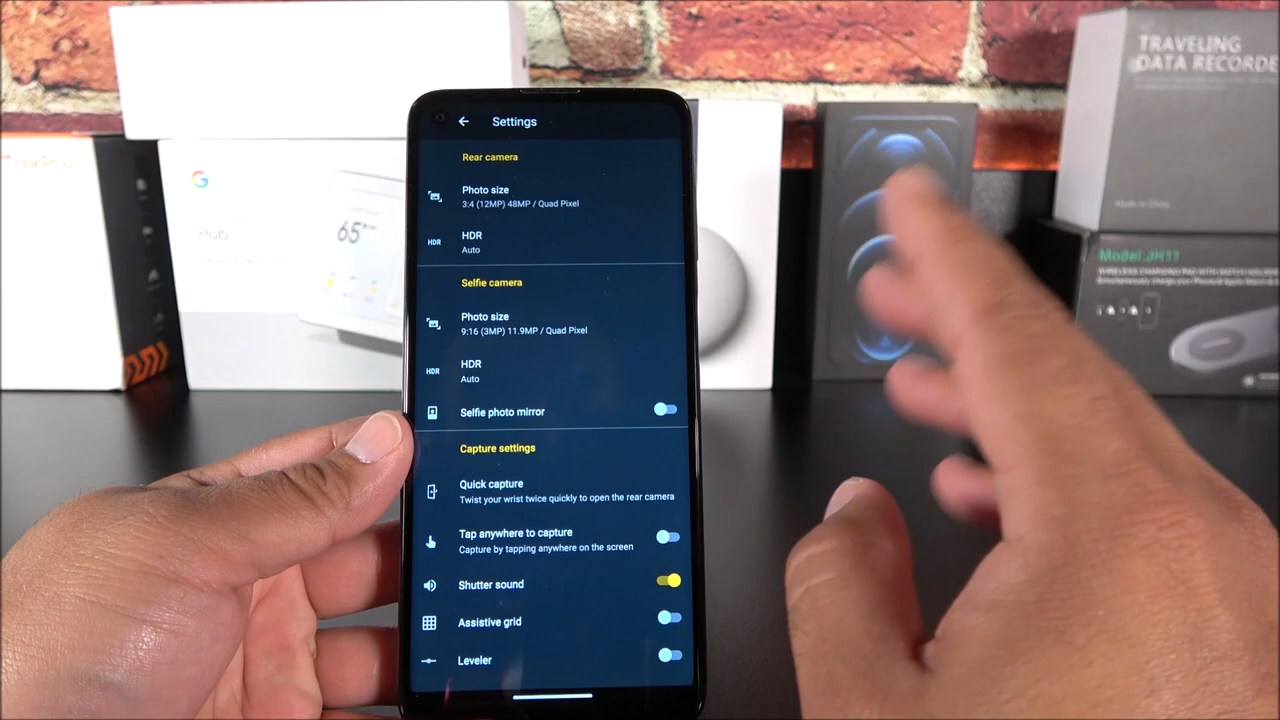 TRAVELING
DATA RECORDE
Made in China
G
Hub
65°
Model:JH11
WIRELESS CHARGING PAD WITH WATCH HOLDER
Settings
Rear camera
Photo size
3:4 (12MP) 48MP / Quad Pixel
HDR
HDR
Auto
Selfie camera
Photo size
9:16 (3MP) 11.9MP / Quad Pixel
HDR
HDR
Auto
Selfie photo mirror
Capture settings
Quick capture
Twist your wrist twice quickly to open the rear camera
Tap anywhere to capture
Capture by tapping anywhere on the screen
Shutter sound
Assistive grid
Leveler